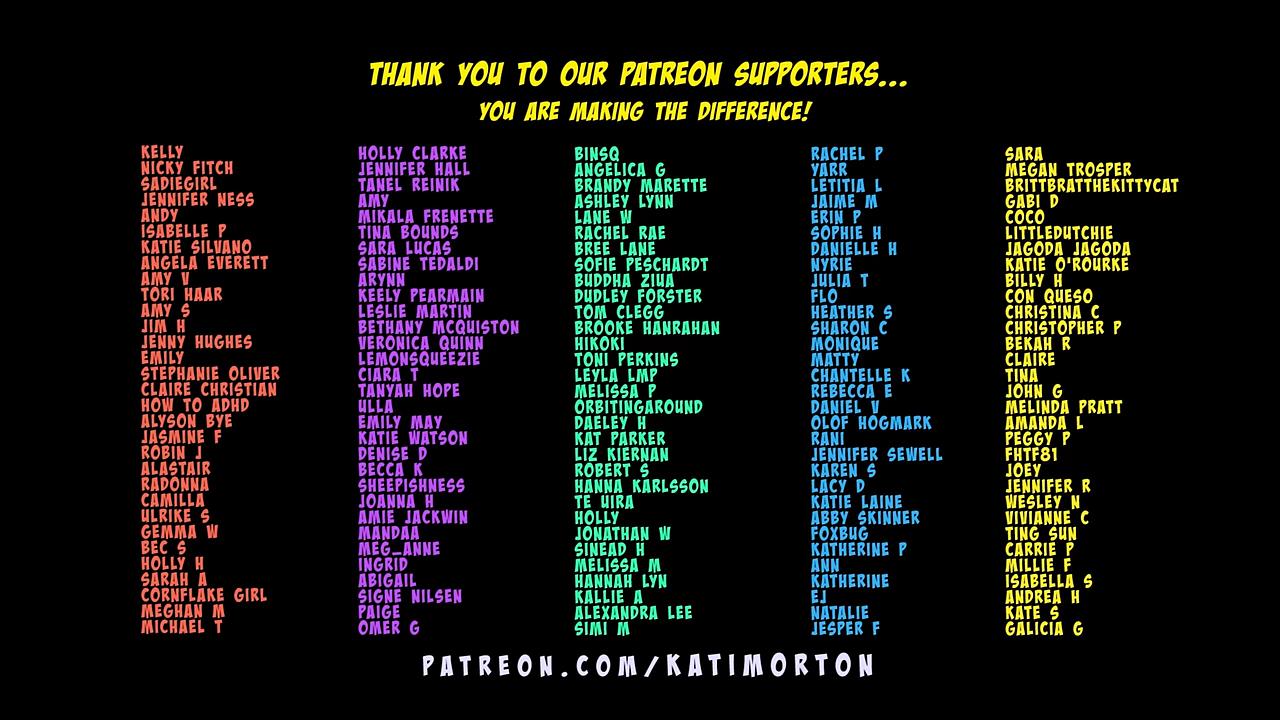 THANK YOU TO OUR PATREON SUPPORTERS...
YOU ARE MAKING THE DIFFERENCE!
KELLY
NICKY FITCH
SADIEGIRL
JENNIFER NESS
ANDY
ISABELLE P
KATIE SILVANO
ANGELA EVERETT
AMY V
TORI HAAR
AMY S
JIM H
JENNY HUGHES
EMILY
STEPHANIE OLIVER
CLAIRE CHRISTIAN
HOW TO ADHD
ALYSON BYE
JASMINE F
ROBIN J
ALASTAIR
RADONNA
CAMILLA
ULRIKE S
GEMMA W
BEC S
HOLLY H
SARAH A
CORNFLAKE GIRL
MEGHAN M
MICHAEL T
HOLLY CLARKE
JENNIFER HALL
TANEL REINIK
AMY
MIKALA FRENETTE
TINA BOUNDS
SARA LUCAS
SABINE TEDALDI
ARYNN
KEELY PEARMAIN
LESLIE MARTIN
BETHANY MCQUISTON
VERONICA QUINN
LEMONSQUEEZIE
CIARA T
TANYAH HOPE
ULLA
EMILY MAY
KATIE WATSON
DENISE D
BECCA K
SHEEPISHNESS
JOANNA H
AMIE JACKWIN
MANDAA
MEG_ANNE
INGRID
ABIGAIL
SIGNE NILSEN
PAIGE
OMER G
BINSQ
ANGELICA G
BRANDY MARETTE
ASHLEY LYNN
LANE W
RACHEL RAE
BREE LANE
SOFIE PESCHARDT
BUDDHA ZIUA
DUDLEY FORSTER
TOM CLEGG
BROOKE HANRAHAN
HIKOKI
TONI PERKINS
LEYLA LMP
MELISSA P
ORBITINGAROUND
DAELEY H
KAT PARKER
LIZ KIERNAN
ROBERT S
HANNA KARLSSON
TE UIRA
HOLLY
JONATHAN W
SINEAD H
MELISSA M
HANNAH LYN
KALLIE A
ALEXANDRA LEE
SIMI M
RACHEL P
YARR
LETITIA L
JAIME M
ERIN P
SOPHIE H
DANIELLE H
NYRIE
JULIA T
FLO
HEATHER S
SHARON C
MONIQUE
MATTY
CHANTELLE K
REBECCA E
DANIEL V
OLOF HOGMARK
RANI
JENNIFER SEWELL
KAREN S
LACY D
KATIE LAINE
ABBY SKINNER
FOXBUG
KATHERINE P
ANN
KATHERINE
EJ
NATALIE
JESPER F
SARA
MEGAN TROSPER
BRITTBRATTHEKITTYCAT
GABI D
COCO
LITTLEDUTCHIE
JAGODA JAGODA
KATIE O'ROURKE
BILLY H
CON QUESO
CHRISTINA C
CHRISTOPHER P
BEKAH R
CLAIRE
TINA
JOHN G
MELINDA PRATT
AMANDA L
PEGGY P
FHTF81
JOEY
JENNIFER R
WESLEY N
VIVIANNE C
TING SUN
CARRIE P
MILLIE F
ISABELLA S
ANDREA H
KATE S
GALICIA G
PATREON.COM/KATIMORTON